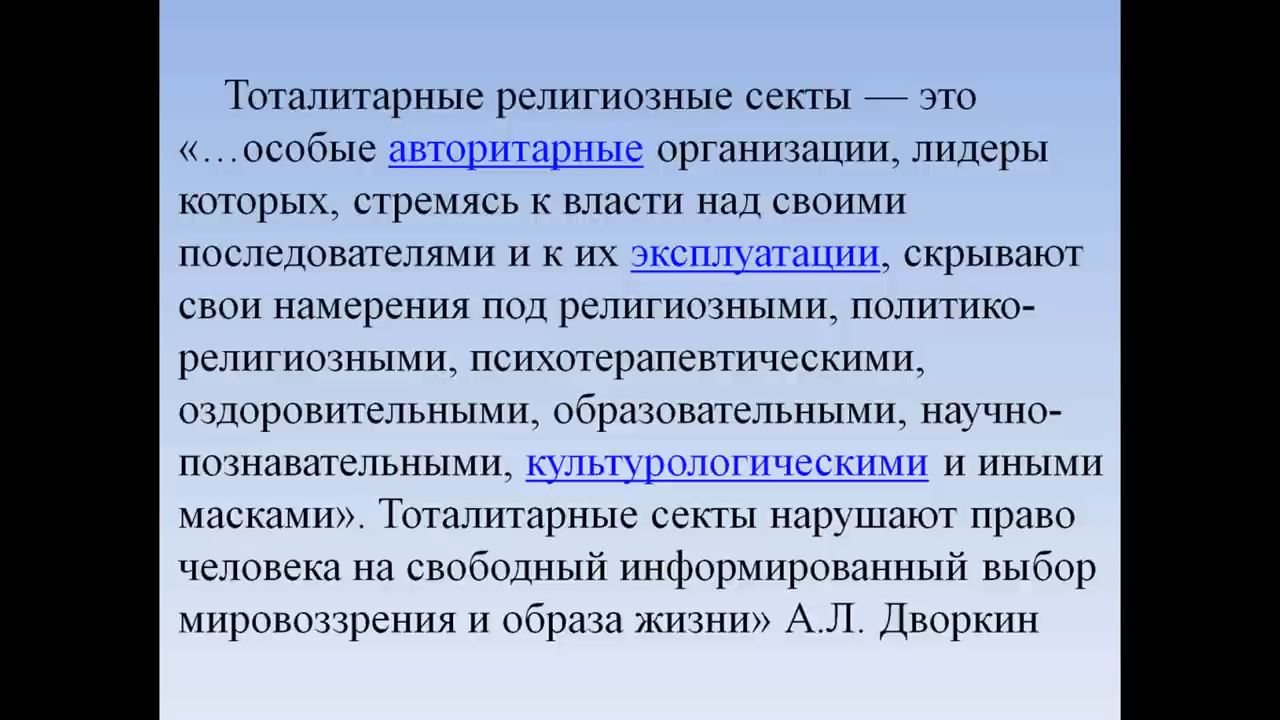 Тоталитарные религиозные секты — это
«…особые авторитарные организации, лидеры
которых, стремясь к власти над своими
последователями и к их эксплуатации, скрывают
свои намерения под религиозными, политико-
религиозными, психотерапевтическими,
оздоровительными, образовательными, научно-
познавательными, культурологическими и иными
масками». Тоталитарные секты нарушают право
человека на свободный информированный выбор
мировоззрения и образа жизни» А.Л. Дворкин